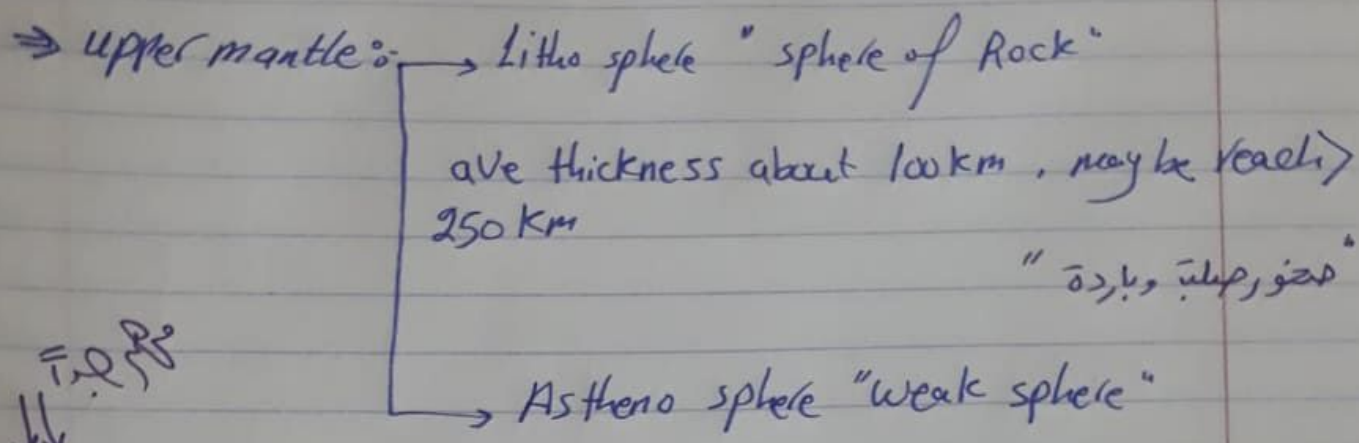 ⇒ upper mantle :- → Litho sphere " sphere of Rock "
ave thickness about 100 km , may be reach >
250 Km
" صخور صلبة وباردة "
→ Astheno sphere "weak sphere"